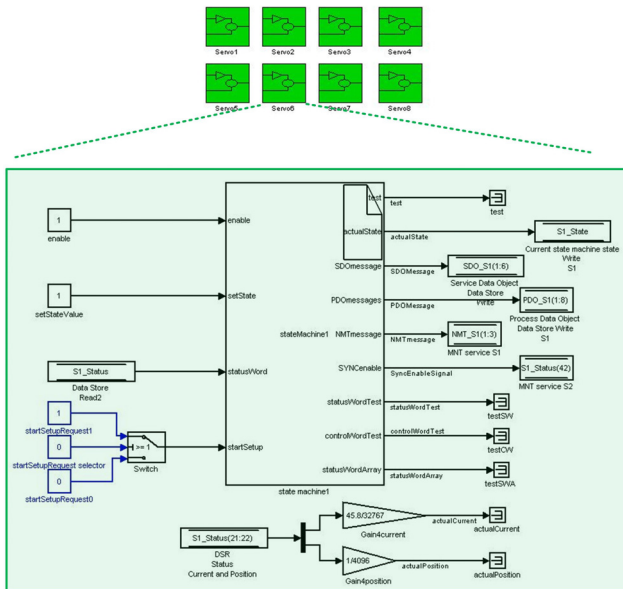 Servo1
Servo2
Servo3
Servo4
Servo5
Servo6
Servo7
Servo8
1
enable
enable
test
test
test
actualState
actualState
S1_State
Current state machine state
Write
S1
SDOmessage
SDOMessage
SDO_S1(1:6)
Service Data Object
Data Store
Write
1
setStateValue
setState
PDOmessages
PDOMessage
PDO_S1(1:8)
Process Data Object
Data Store Write
S1
stateMachine1
NMTmessage
NMTmessage
NMT_S1(1:3)
MNT service S1
S1_Status
Data Store
Read2
statusWord
SYNCenable
SyncEnableSignal
S1_Status(42)
MNT service S2
1
startSetupRequest1
0
startSetupRequest selector
0
startSetupRequest0
>= 1
Switch
startSetup
statusWordTest
statusWordTest
testSW
controlWordTest
controlWordTest
testCW
statusWordArray
statusWordArray
testSWA
state machine1
S1_Status(21:22)
DSR
Status
Current and Position
45.8/32767
Gain4current
actualCurrent
actualCurrent
1/4096
Gain4position
actualPosition
actualPosition